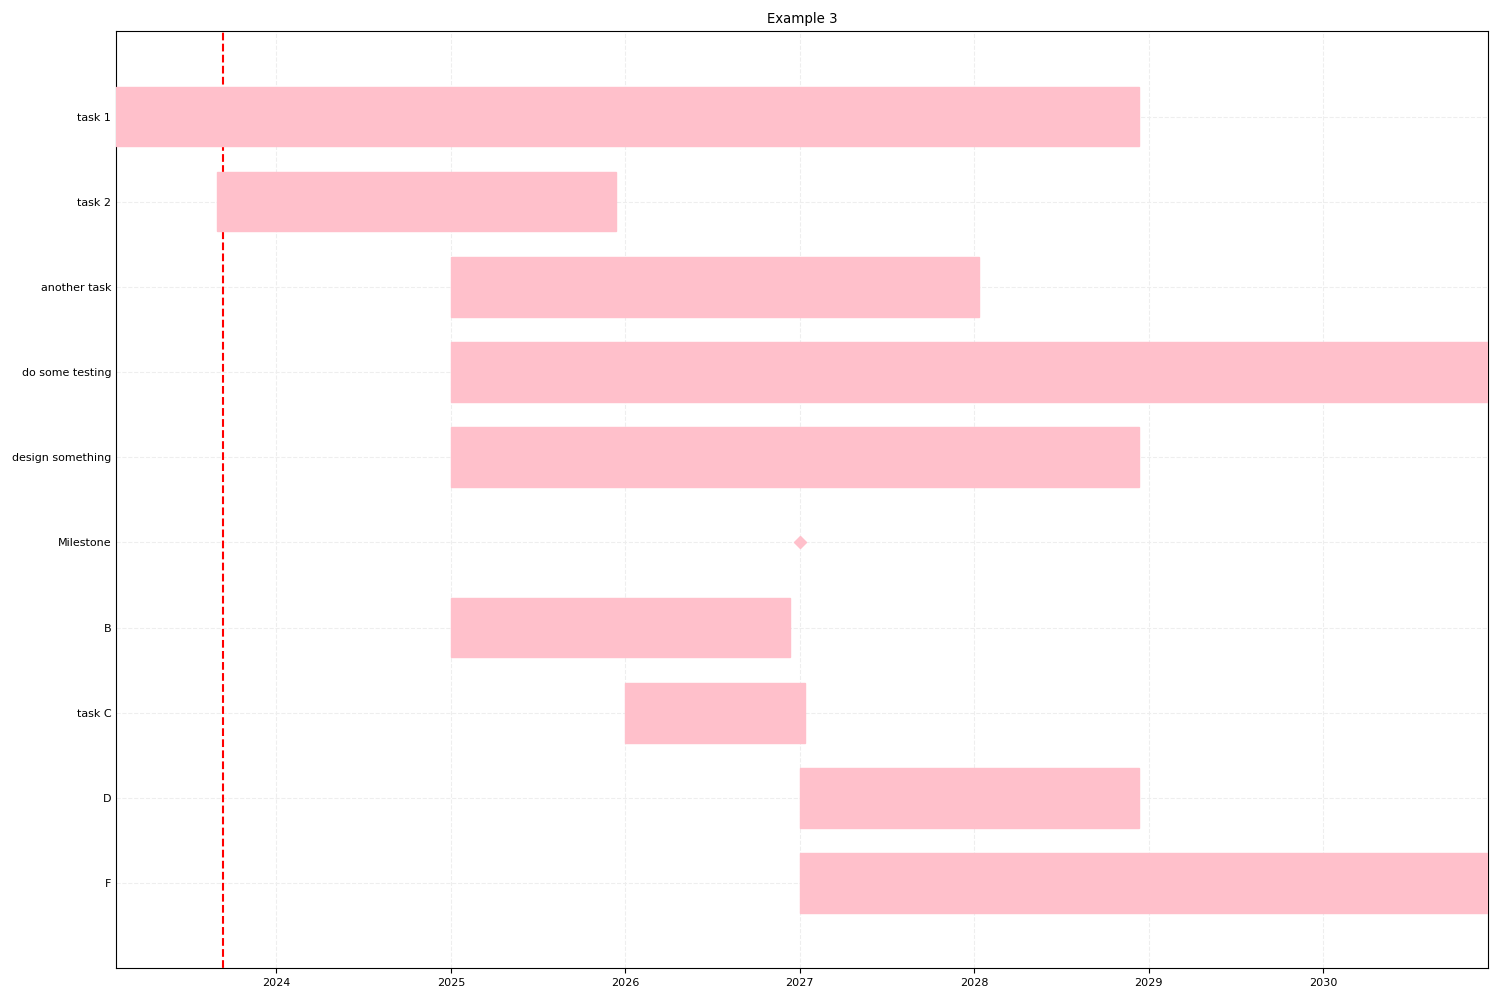 Example 3
task 1
task 2
another task
do some testing
design something
Milestone
B
task C
D
F
2024 2025 2026 2027 2028 2029 2030